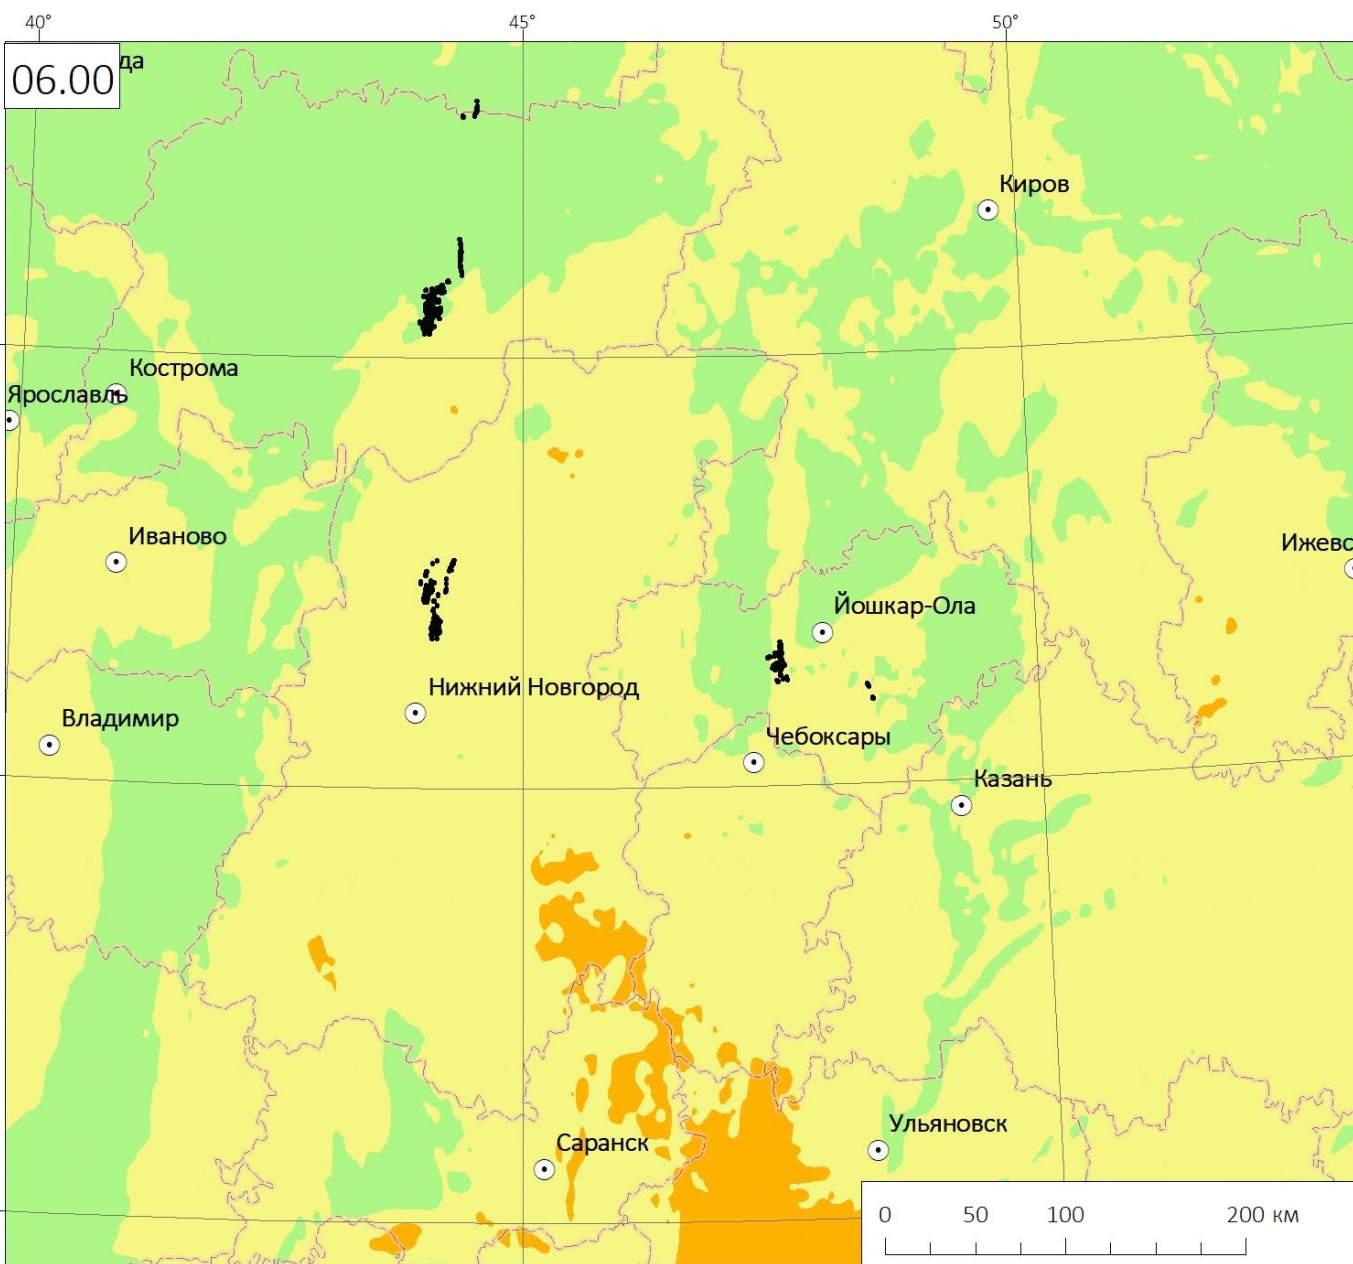 40°
45°
50°
да
06.00
Киров
Кострома
Ярославль
Иваново
Ижевс
Йошкар-Ола
Нижний Новгород
Владимир
Чебоксары
Казань
Ульяновск
Саранск
0 50 100 200 км